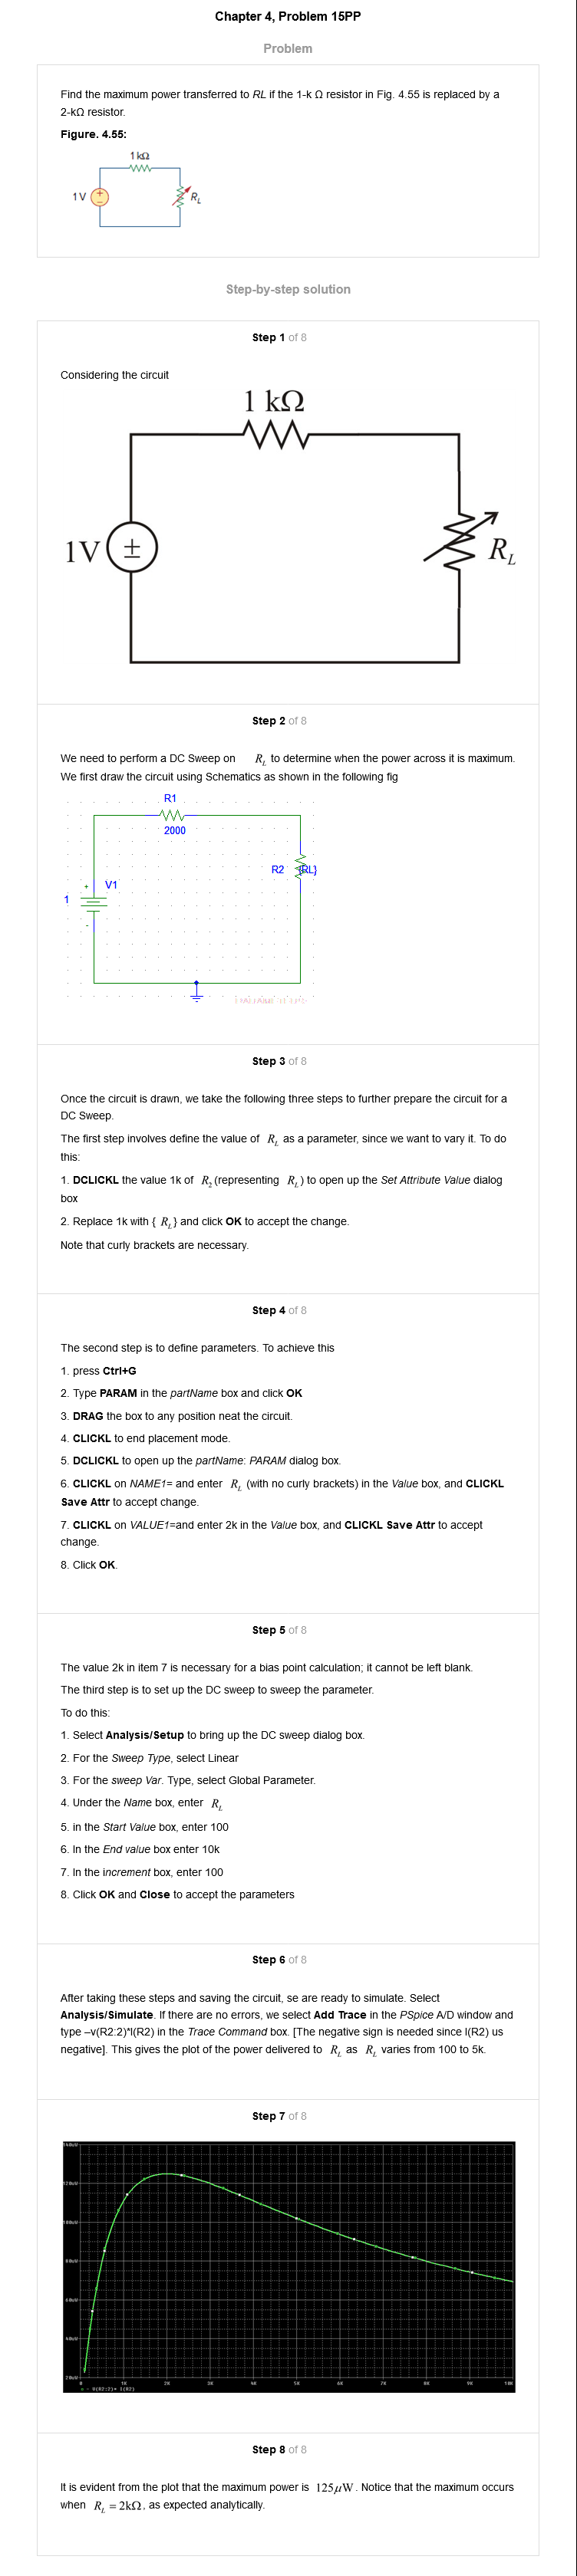 Chapter 4, Problem 15PP
Problem
Find the maximum power transferred to RL if the 1-k Ω resistor in Fig. 4.55 is replaced by a
2-kΩ resistor.
Figure. 4.55:
1 kΩ
1 V
R_L
Step-by-step solution
Step 1 of 8
Considering the circuit
1 kΩ
1V
R_L
Step 2 of 8
We need to perform a DC Sweep on R_L to determine when the power across it is maximum.
We first draw the circuit using Schematics as shown in the following fig
R1
2000
R2 {RL}
V1
1
Step 3 of 8
Once the circuit is drawn, we take the following three steps to further prepare the circuit for a
DC Sweep.
The first step involves define the value of R_L as a parameter, since we want to vary it. To do
this:
1. DCLICKL the value 1k of R_2 (representing R_L) to open up the Set Attribute Value dialog
box
2. Replace 1k with { R_L} and click OK to accept the change.
Note that curly brackets are necessary.
Step 4 of 8
The second step is to define parameters. To achieve this
1. press Ctrl+G
2. Type PARAM in the partName box and click OK
3. DRAG the box to any position neat the circuit.
4. CLICKL to end placement mode.
5. DCLICKL to open up the partName: PARAM dialog box.
6. CLICKL on NAME1= and enter R_L (with no curly brackets) in the Value box, and CLICKL
Save Attr to accept change.
7. CLICKL on VALUE1=and enter 2k in the Value box, and CLICKL Save Attr to accept
change.
8. Click OK.
Step 5 of 8
The value 2k in item 7 is necessary for a bias point calculation; it cannot be left blank.
The third step is to set up the DC sweep to sweep the parameter.
To do this:
1. Select Analysis/Setup to bring up the DC sweep dialog box.
2. For the Sweep Type, select Linear
3. For the sweep Var. Type, select Global Parameter.
4. Under the Name box, enter R_L
5. in the Start Value box, enter 100
6. In the End value box enter 10k
7. In the increment box, enter 100
8. Click OK and Close to accept the parameters
Step 6 of 8
After taking these steps and saving the circuit, se are ready to simulate. Select
Analysis/Simulate. If there are no errors, we select Add Trace in the PSpice A/D window and
type –v(R2:2)*I(R2) in the Trace Command box. [The negative sign is needed since I(R2) us
negative]. This gives the plot of the power delivered to R_L as R_L varies from 100 to 5k.
Step 7 of 8
140uW
120uW
100uW
80uW
60uW
40uW
20uW
0 1K 2K 3K 4K 5K 6K 7K 8K 9K 10K
- V(R2:2)* I(R2)
Step 8 of 8
It is evident from the plot that the maximum power is 125μW. Notice that the maximum occurs
when R_L = 2kΩ, as expected analytically.